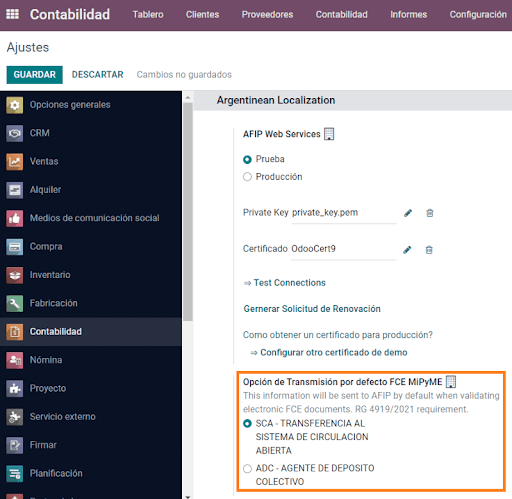 Contabilidad Tablero Clientes Proveedores Contabilidad Informes Configuración
Ajustes
GUARDAR DESCARTAR Cambios no guardados
Opciones generales
CRM
Ventas
Alquiler
Medios de comunicación social
Compra
Inventario
Fabricación
Contabilidad
Nómina
Proyecto
Servicio externo
Firmar
Planificación
Argentinean Localization
AFIP Web Services
Prueba
Producción
Private Key private_key.pem
Certificado OdooCert9
⇒ Test Connections
Gernerar Solicitud de Renovación
Como obtener un certificado para producción?
⇒ Configurar otro certificado de demo
Opción de Transmisión por defecto FCE MiPyME
This information will be sent to AFIP by default when validating
electronic FCE documents. RG 4919/2021 requirement.
SCA - TRANSFERENCIA AL
SISTEMA DE CIRCULACION
ABIERTA
ADC - AGENTE DE DEPOSITO
COLECTIVO